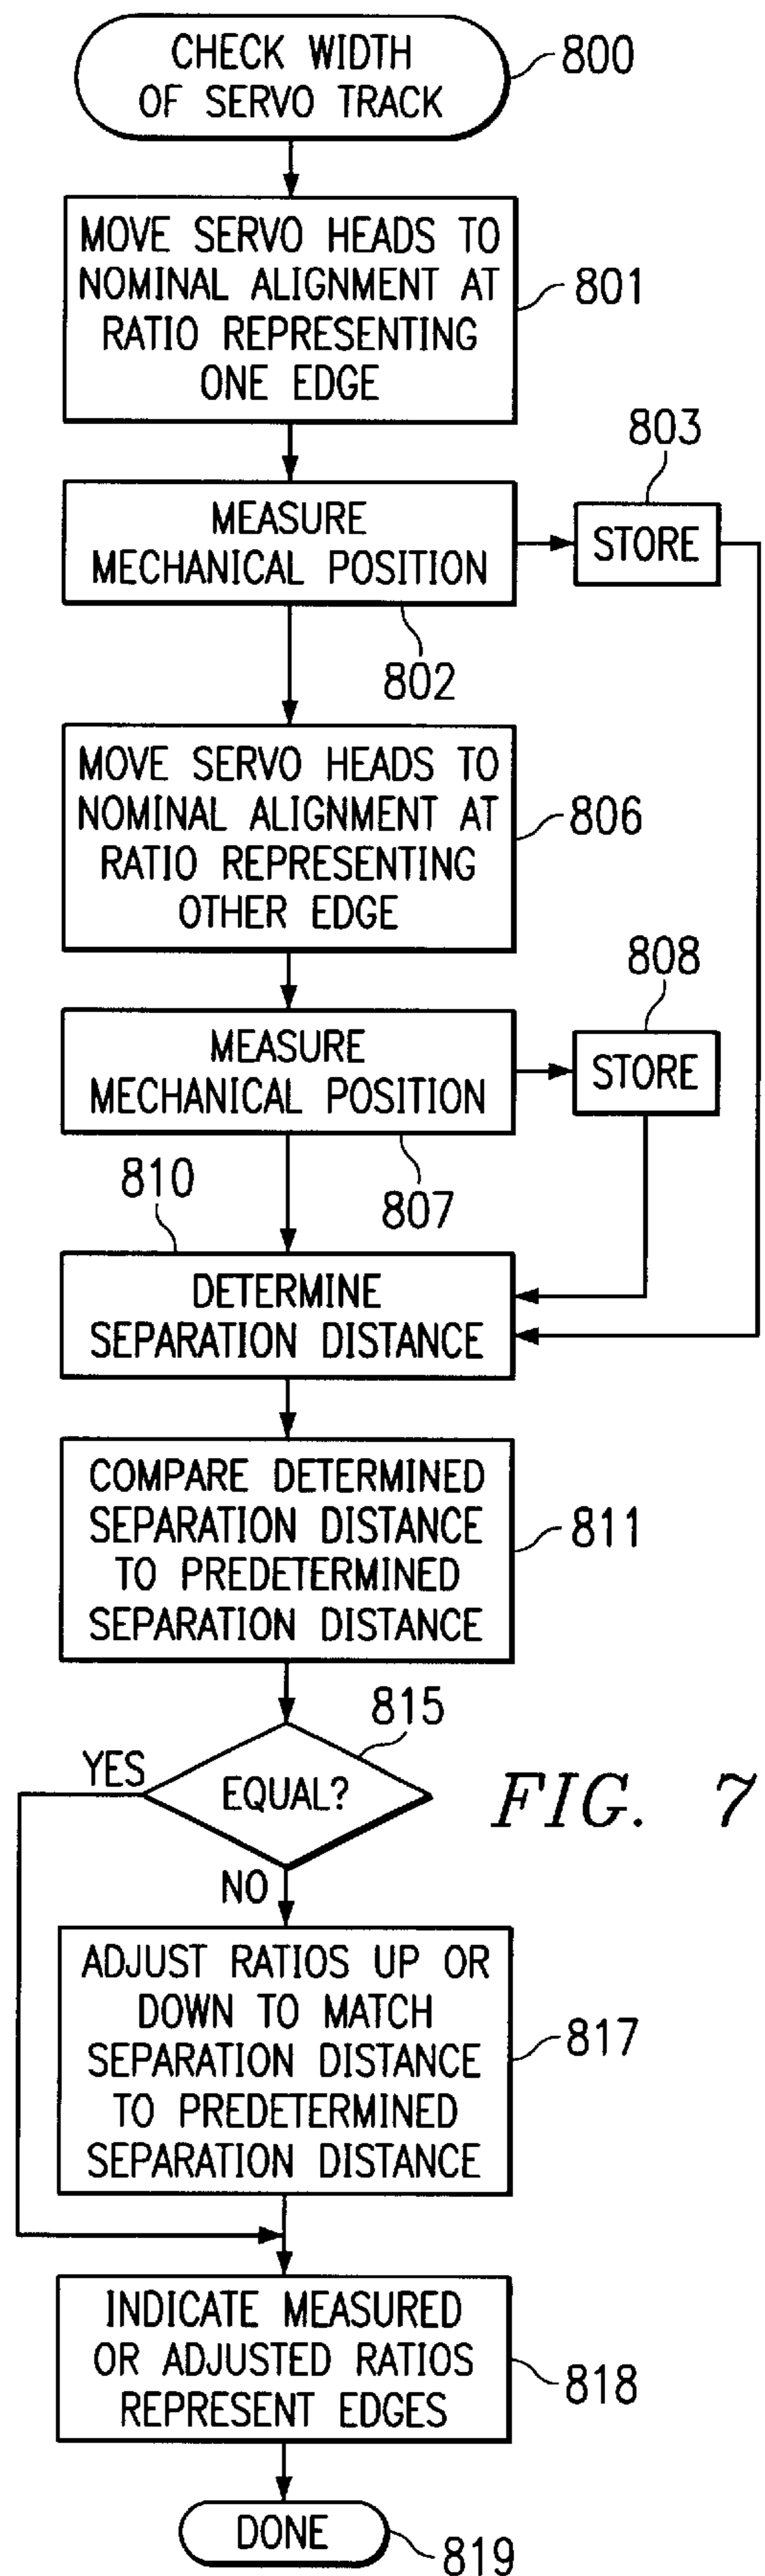 CHECK WIDTH
OF SERVO TRACK
800
MOVE SERVO HEADS TO
NOMINAL ALIGNMENT AT
RATIO REPRESENTING
ONE EDGE
801
803
MEASURE
MECHANICAL POSITION
STORE
802
MOVE SERVO HEADS TO
NOMINAL ALIGNMENT AT
RATIO REPRESENTING
OTHER EDGE
806
808
MEASURE
MECHANICAL POSITION
STORE
807
810
DETERMINE
SEPARATION DISTANCE
COMPARE DETERMINED
SEPARATION DISTANCE
TO PREDETERMINED
SEPARATION DISTANCE
811
815
YES
EQUAL?
FIG. 7
NO
ADJUST RATIOS UP OR
DOWN TO MATCH
SEPARATION DISTANCE
TO PREDETERMINED
SEPARATION DISTANCE
817
INDICATE MEASURED
OR ADJUSTED RATIOS
REPRESENT EDGES
818
DONE
819